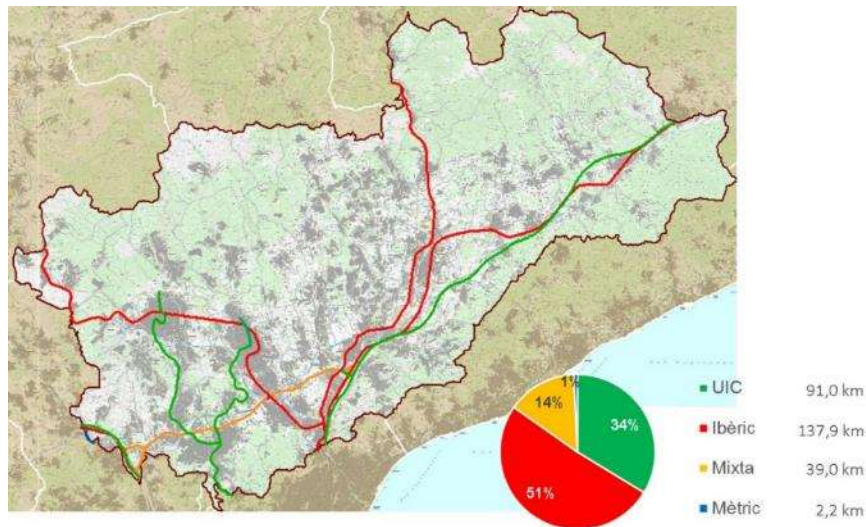 1%
14%
34%
51%
UIC 91,0 km
Ibèric 137,9 km
Mixta 39,0 km
Mètric 2,2 km